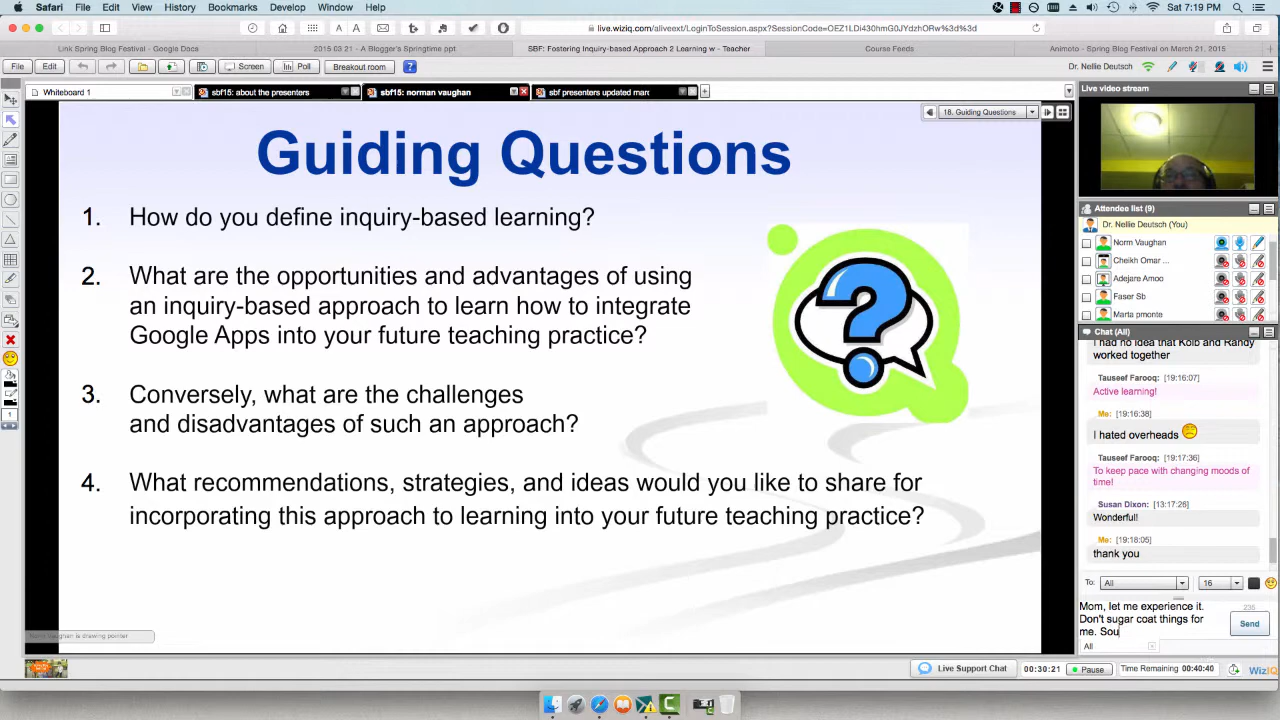 Safari File Edit View History Bookmarks Develop Window Help
Sat 7:19 PM
live.wiziq.com/aliveext/LoginToSession.aspx?SessionCode=OEZ1LDi430hmG0JYdzhORw%3d%3d
Link Spring Blog Festival - Google Docs
2015 03 21 - A Blogger's Springtime ppt.
SBF: Fostering Inquiry-based Approach 2 Learning w - Teacher
Course Feeds
Animoto - Spring Blog Festival on March 21, 2015
File Edit Screen Poll Breakout room ?
Dr. Nellie Deutsch
Whiteboard 1
sbf15: about the presenters
sbf15: norman vaughan
sbf presenters updated marc
18. Guiding Questions
Guiding Questions
1. How do you define inquiry-based learning?
2. What are the opportunities and advantages of using
an inquiry-based approach to learn how to integrate
Google Apps into your future teaching practice?
3. Conversely, what are the challenges
and disadvantages of such an approach?
4. What recommendations, strategies, and ideas would you like to share for
incorporating this approach to learning into your future teaching practice?
Norm Vaughan is drawing pointer
Live video stream
Attendee list (9)
Dr. Nellie Deutsch (You)
Norm Vaughan
Cheikh Omar ...
Adejare Amoo
Faser Sb
Marta pmonte
Chat (All)
I had no idea that Kolb and Randy
worked together
Tauseef Farooq: [19:16:07]
Active learning!
Me: [19:16:38]
I hated overheads
Tauseef Farooq: [19:17:36]
To keep pace with changing moods of
time!
Susan Dixon: [13:17:26]
Wonderful!
Me: [19:18:05]
thank you
To: All 16
Mom, let me experience it.
Don't sugar coat things for
me. Sou
235
Send
All
Live Support Chat
00:30:21
Pause
Time Remaining 00:40:40
WizIQ